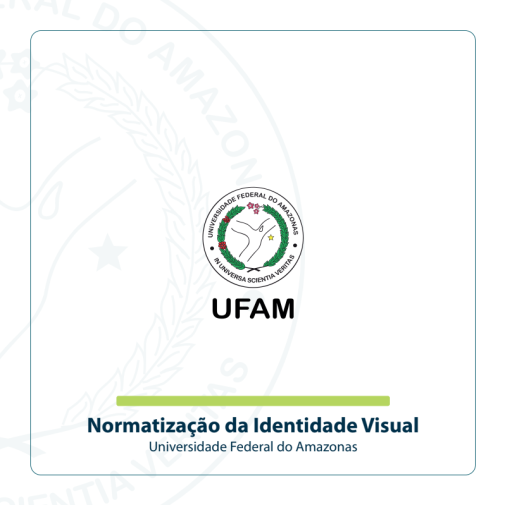 UNIVERSIDADE FEDERAL DO AMAZONAS
IN UNIVERSA SCIENTIA VERITAS
UFAM
Normatização da Identidade Visual
Universidade Federal do Amazonas